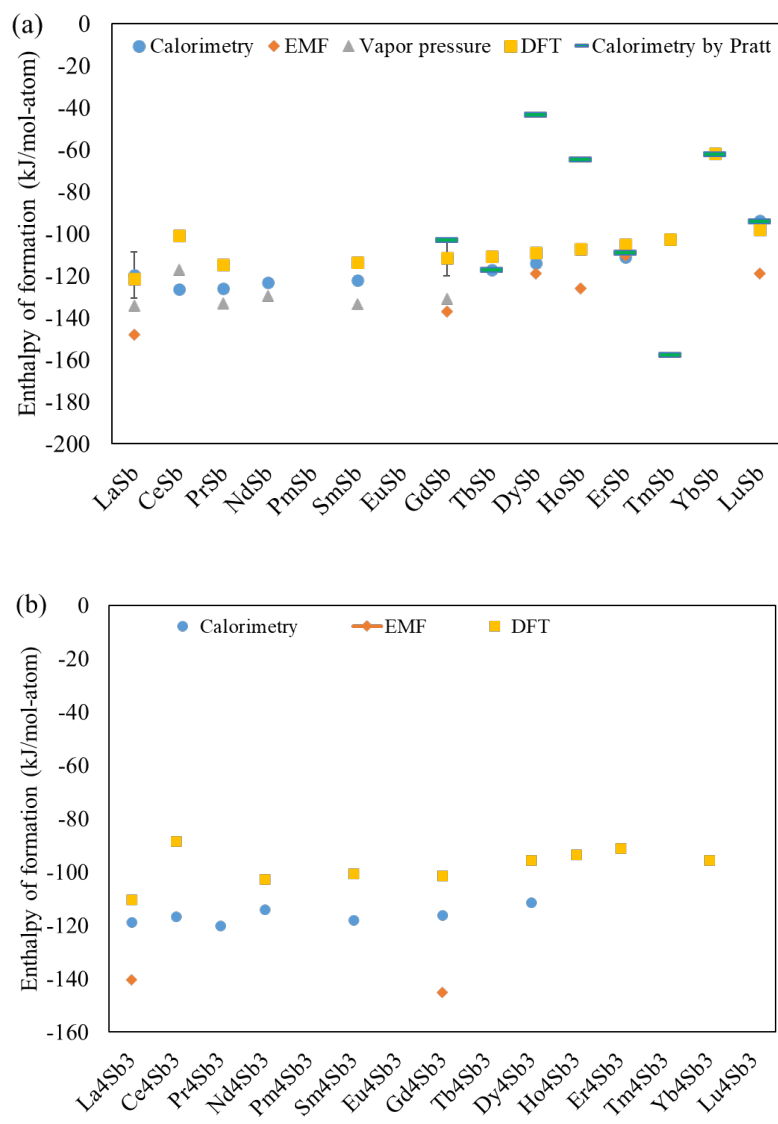 (a)
0
-20
-40
-60
-80
-100
-120
-140
-160
-180
-200
Enthalpy of formation (kJ/mol-atom)
Calorimetry EMF Vapor pressure DFT Calorimetry by Pratt
LaSb CeSb PrSb NdSb PmSb SmSb EuSb GdSb TbSb DySb HoSb ErSb TmSb YbSb LuSb
(b)
0
-20
-40
-60
-80
-100
-120
-140
-160
Enthalpy of formation (kJ/mol-atom)
Calorimetry EMF DFT
La4Sb3 Ce4Sb3 Pr4Sb3 Nd4Sb3 Pm4Sb3 Sm4Sb3 Eu4Sb3 Gd4Sb3 Tb4Sb3 Dy4Sb3 Ho4Sb3 Er4Sb3 Tm4Sb3 Yb4Sb3 Lu4Sb3